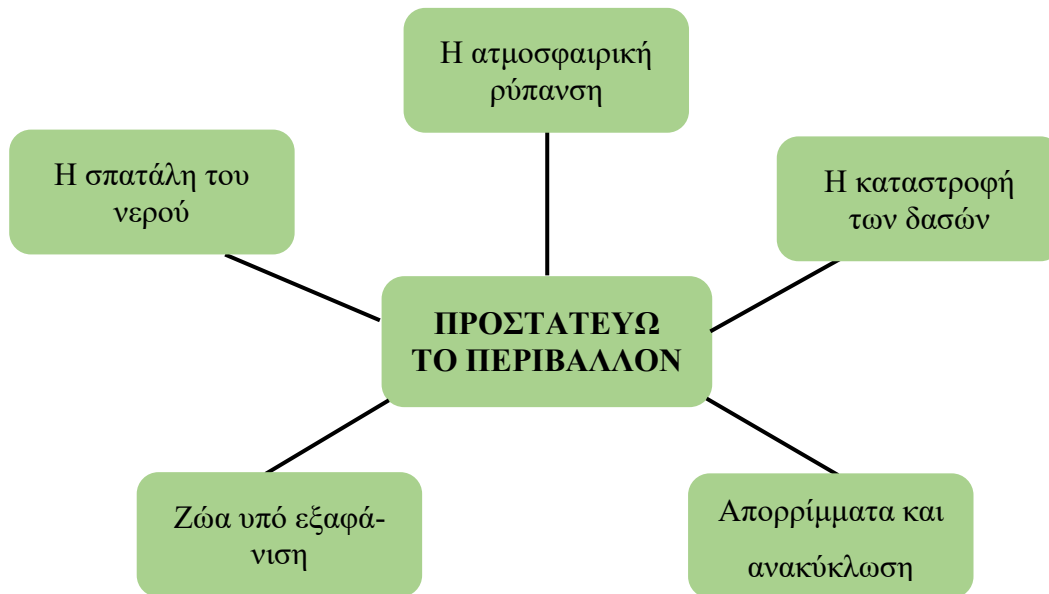 Η ατμοσφαιρική
ρύπανση
Η σπατάλη του
νερού
Η καταστροφή
των δασών
ΠΡΟΣΤΑΤΕΥΩ
ΤΟ ΠΕΡΙΒΑΛΛΟΝ
Ζώα υπό εξαφά-
νιση
Απορρίμματα και
ανακύκλωση